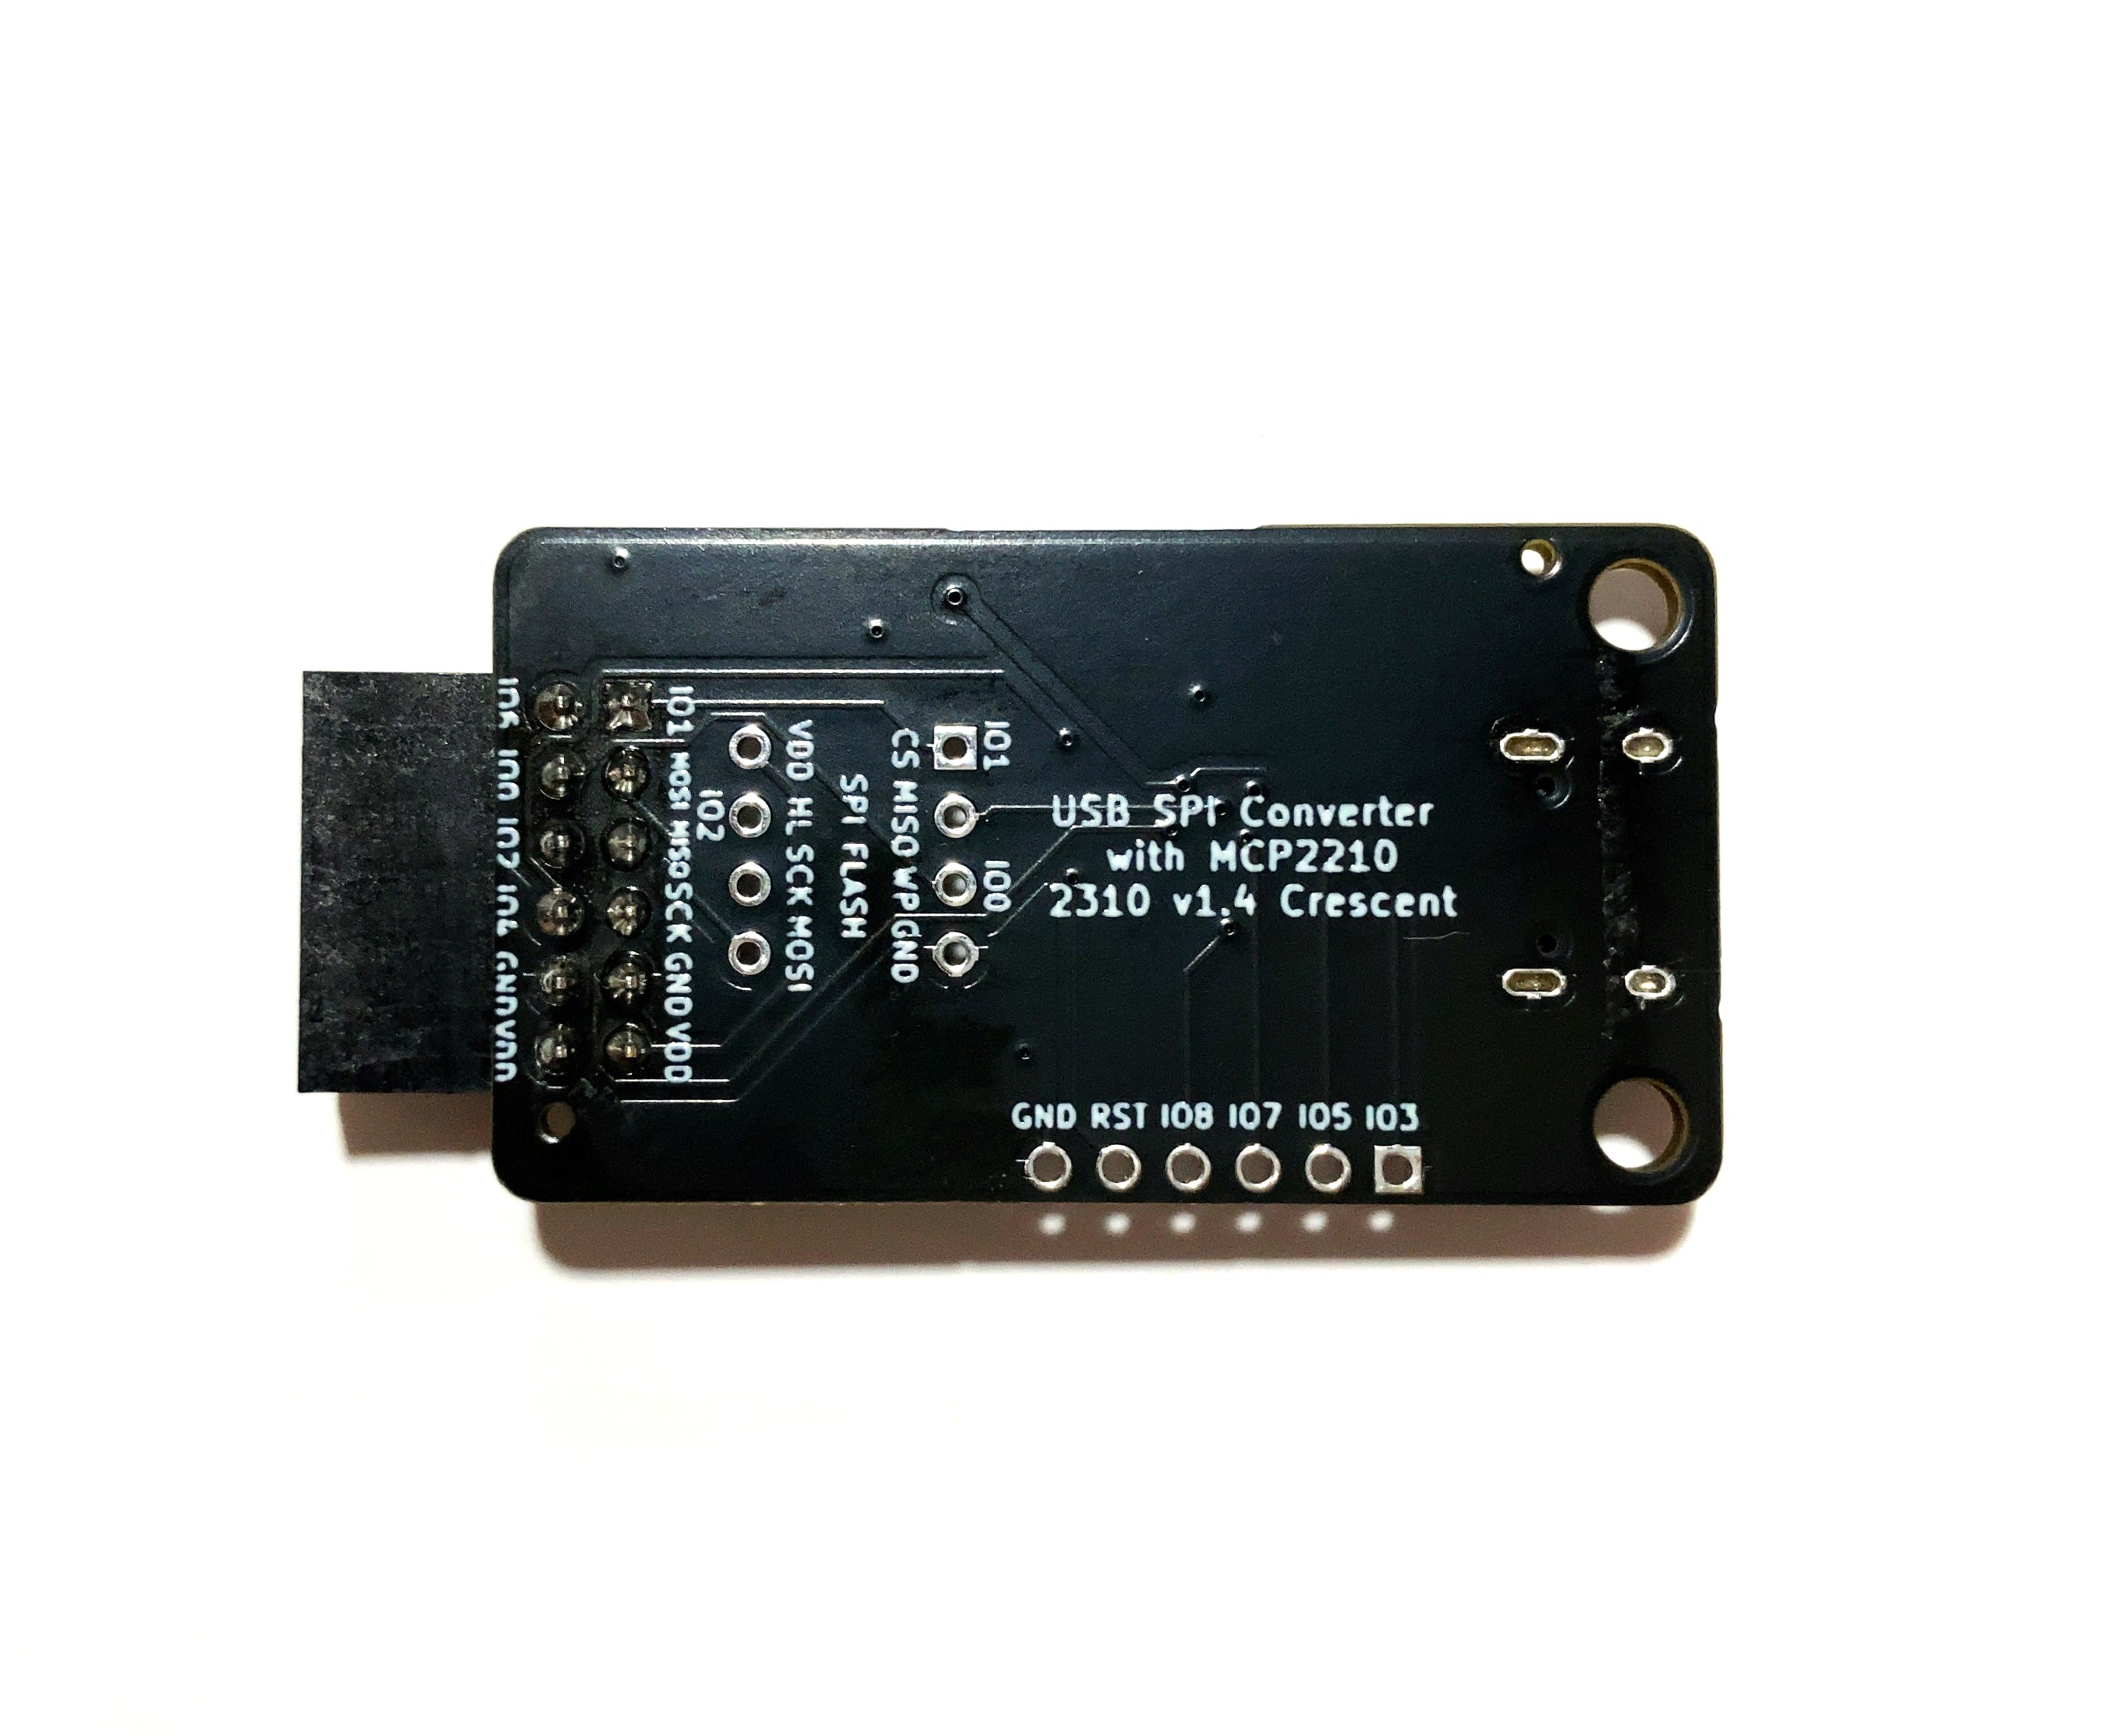 IO6 IO0 IO2 IO4 GND VDD
IO1 MOSI MISO SCK GND VDD
IO2
VDD HL SCK MOSI
SPI FLASH
CS MISO WP GND
IO1 IO0
USB SPI Converter
with MCP2210
2310 v1.4 Crescent
GND RST IO8 IO7 IO5 IO3